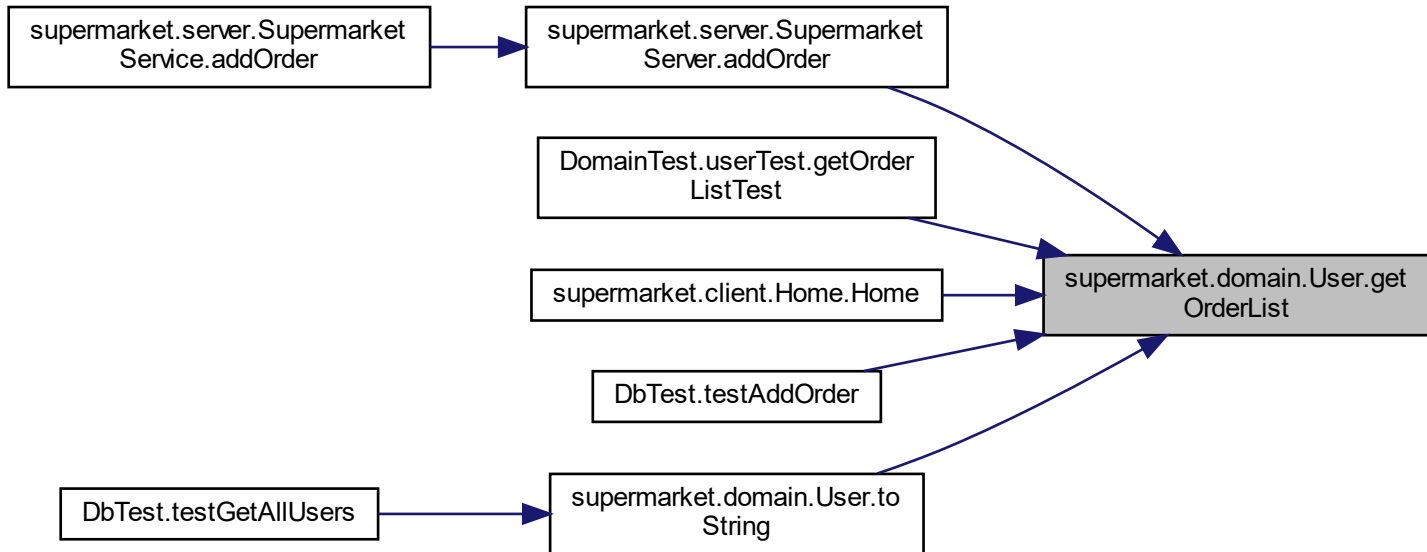 supermarket.server.Supermarket
Service.addOrder
supermarket.server.Supermarket
Server.addOrder
DomainTest.userTest.getOrder
ListTest
supermarket.client.Home.Home
supermarket.domain.User.get
OrderList
DbTest.testAddOrder
DbTest.testGetAllUsers
supermarket.domain.User.to
String